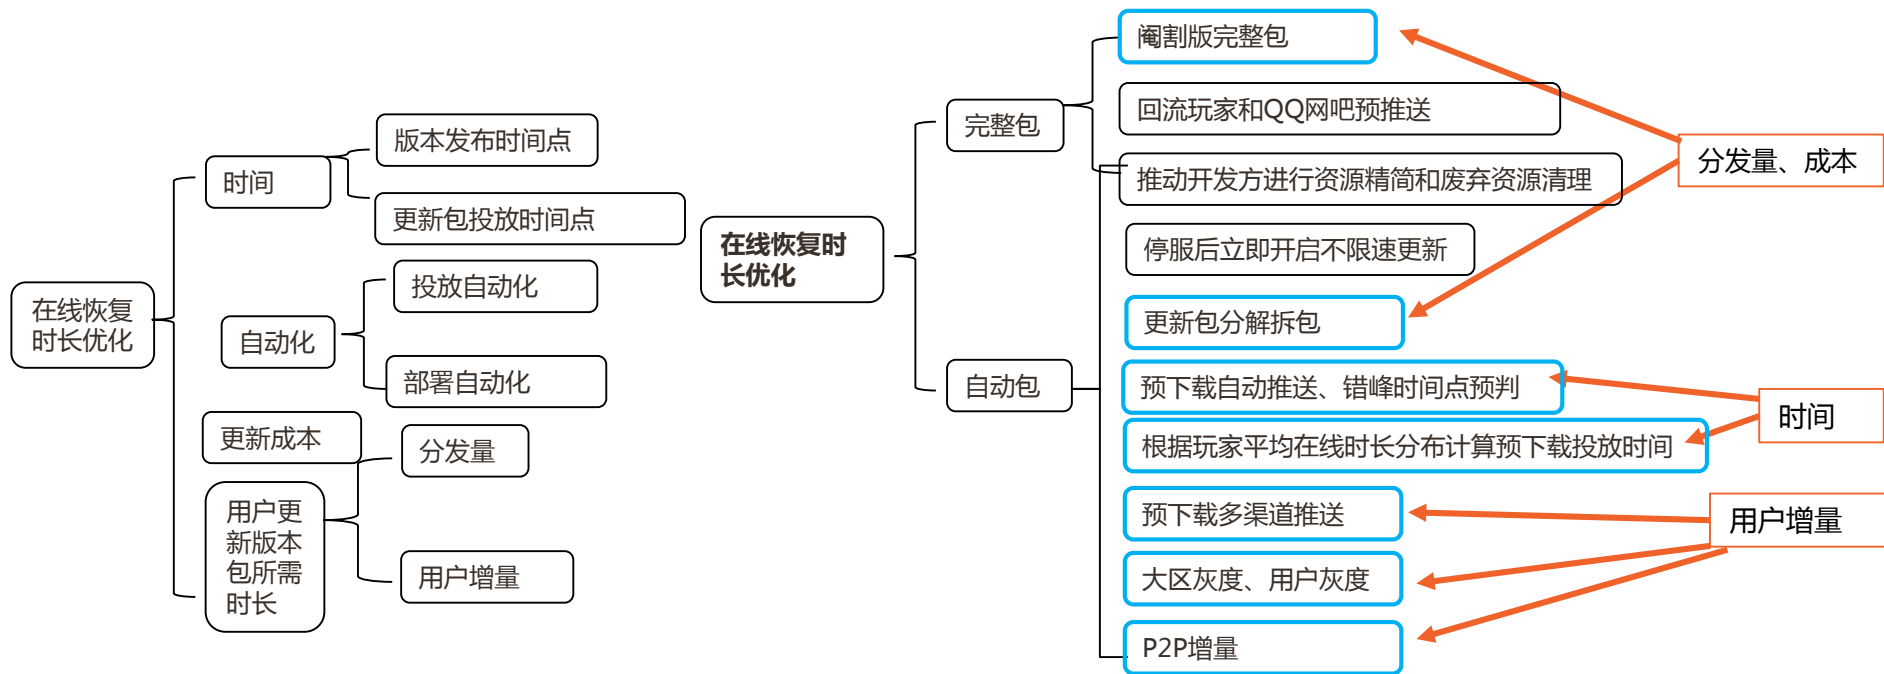 在线恢复
时长优化
时间
版本发布时间点
更新包投放时间点
自动化
投放自动化
部署自动化
更新成本
用户更
新版本
包所需
时长
分发量
用户增量
在线恢复时
长优化
完整包
阉割版完整包
回流玩家和QQ网吧预推送
推动开发方进行资源精简和废弃资源清理
自动包
停服后立即开启不限速更新
更新包分解拆包
预下载自动推送、错峰时间点预判
根据玩家平均在线时长分布计算预下载投放时间
预下载多渠道推送
大区灰度、用户灰度
P2P增量
分发量、成本
时间
用户增量